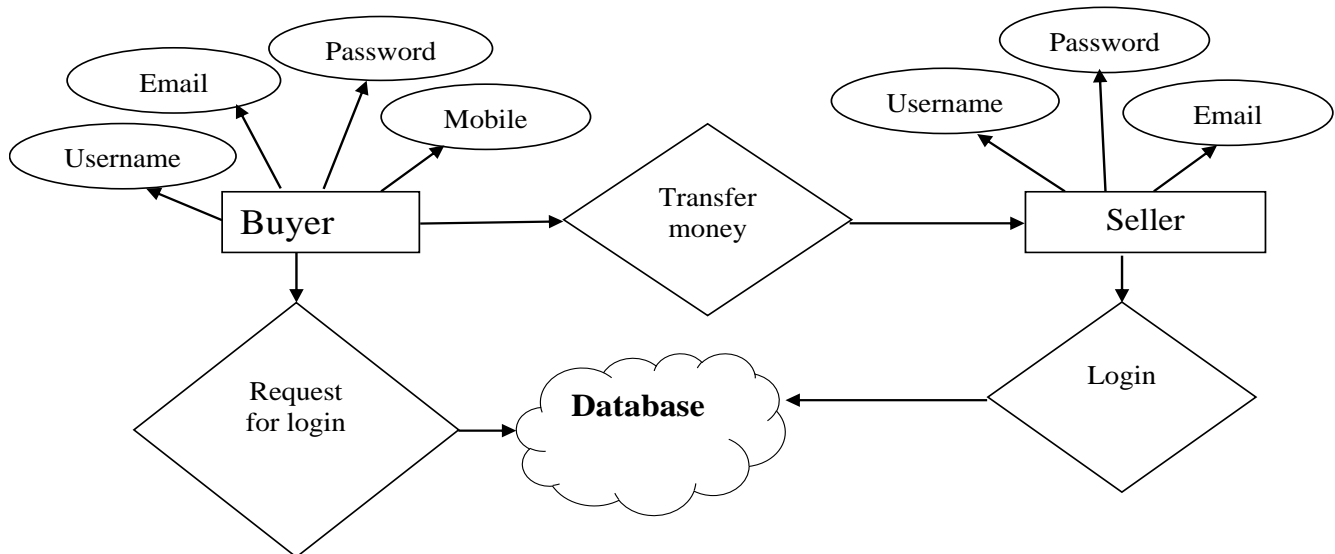 Password
Email
Mobile
Username
Buyer
Transfer
money
Password
Username
Email
Seller
Request
for login
Database
Login